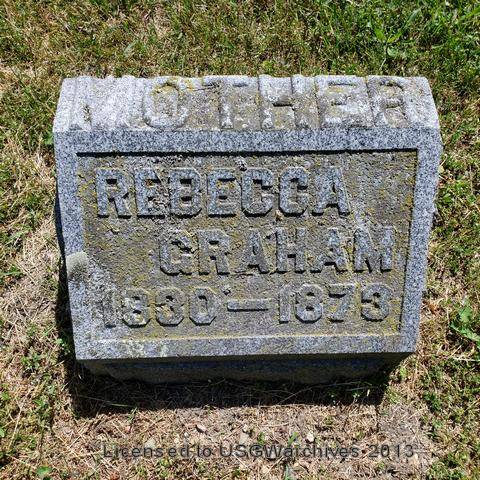 MOTHER
REBECCA
GRAHAM
1830—1873
Licensed to USGWarchives 2013